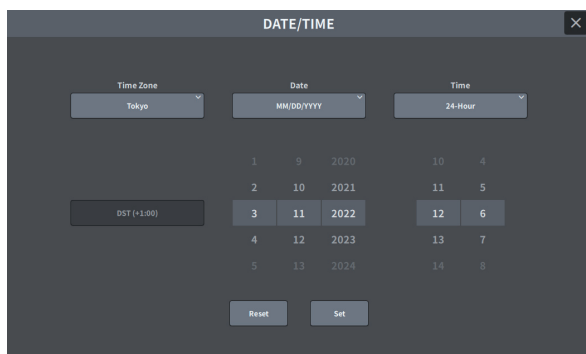 DATE/TIME
Time Zone Date Time
Tokyo MM/DD/YYYY 24-Hour
1 9 2020 10 4
2 10 2021 11 5
DST (+1:00) 3 11 2022 12 6
4 12 2023 13 7
5 13 2024 14 8
Reset Set